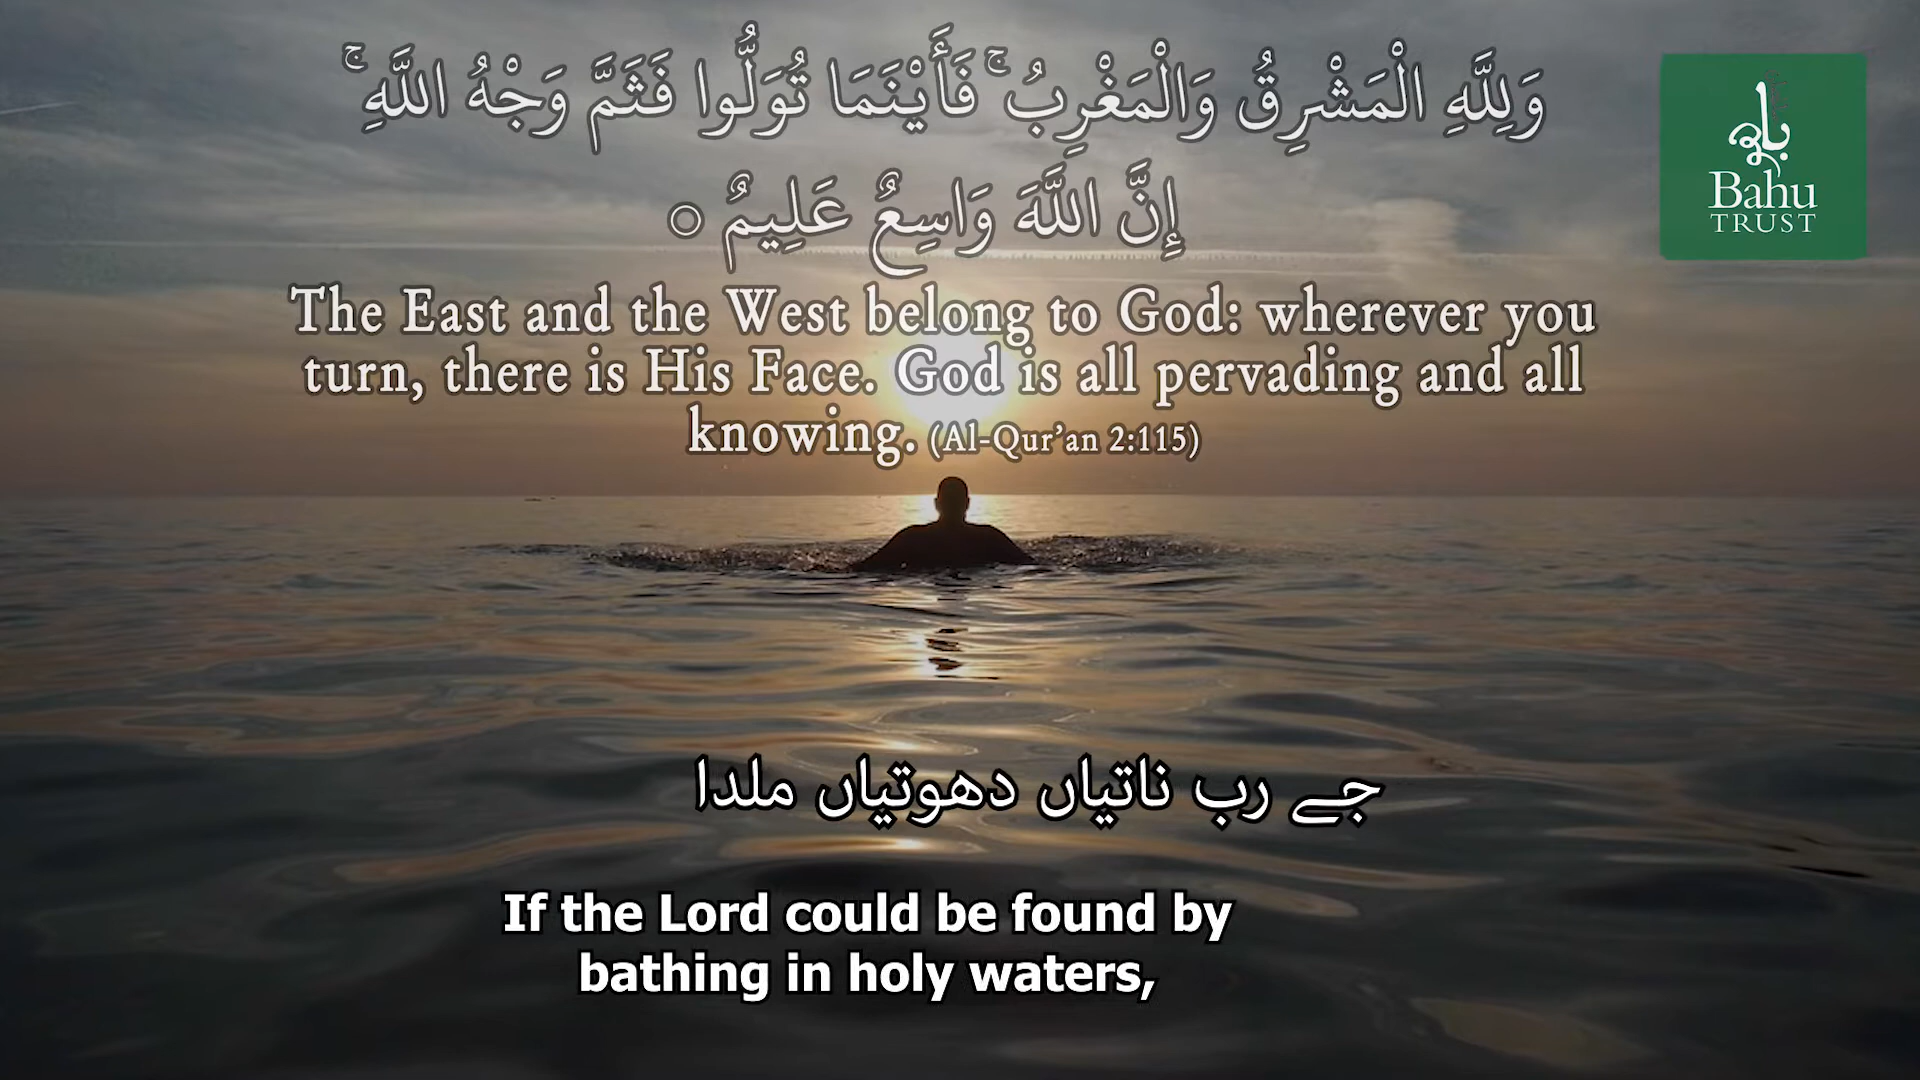 وَلِلَّهِ الْمَشْرِقُ وَالْمَغْرِبُ ۚ فَأَيْنَمَا تُوَلُّوا فَثَمَّ وَجْهُ اللَّهِ ۚ
إِنَّ اللَّهَ وَاسِعٌ عَلِيمٌ ○
The East and the West belong to God: wherever you
turn, there is His Face. God is all pervading and all
knowing. (Al-Qur’an 2:115)
باهو
Bahu
TRUST
جے رب ناتیاں دھوتیاں ملدا
If the Lord could be found by
bathing in holy waters,